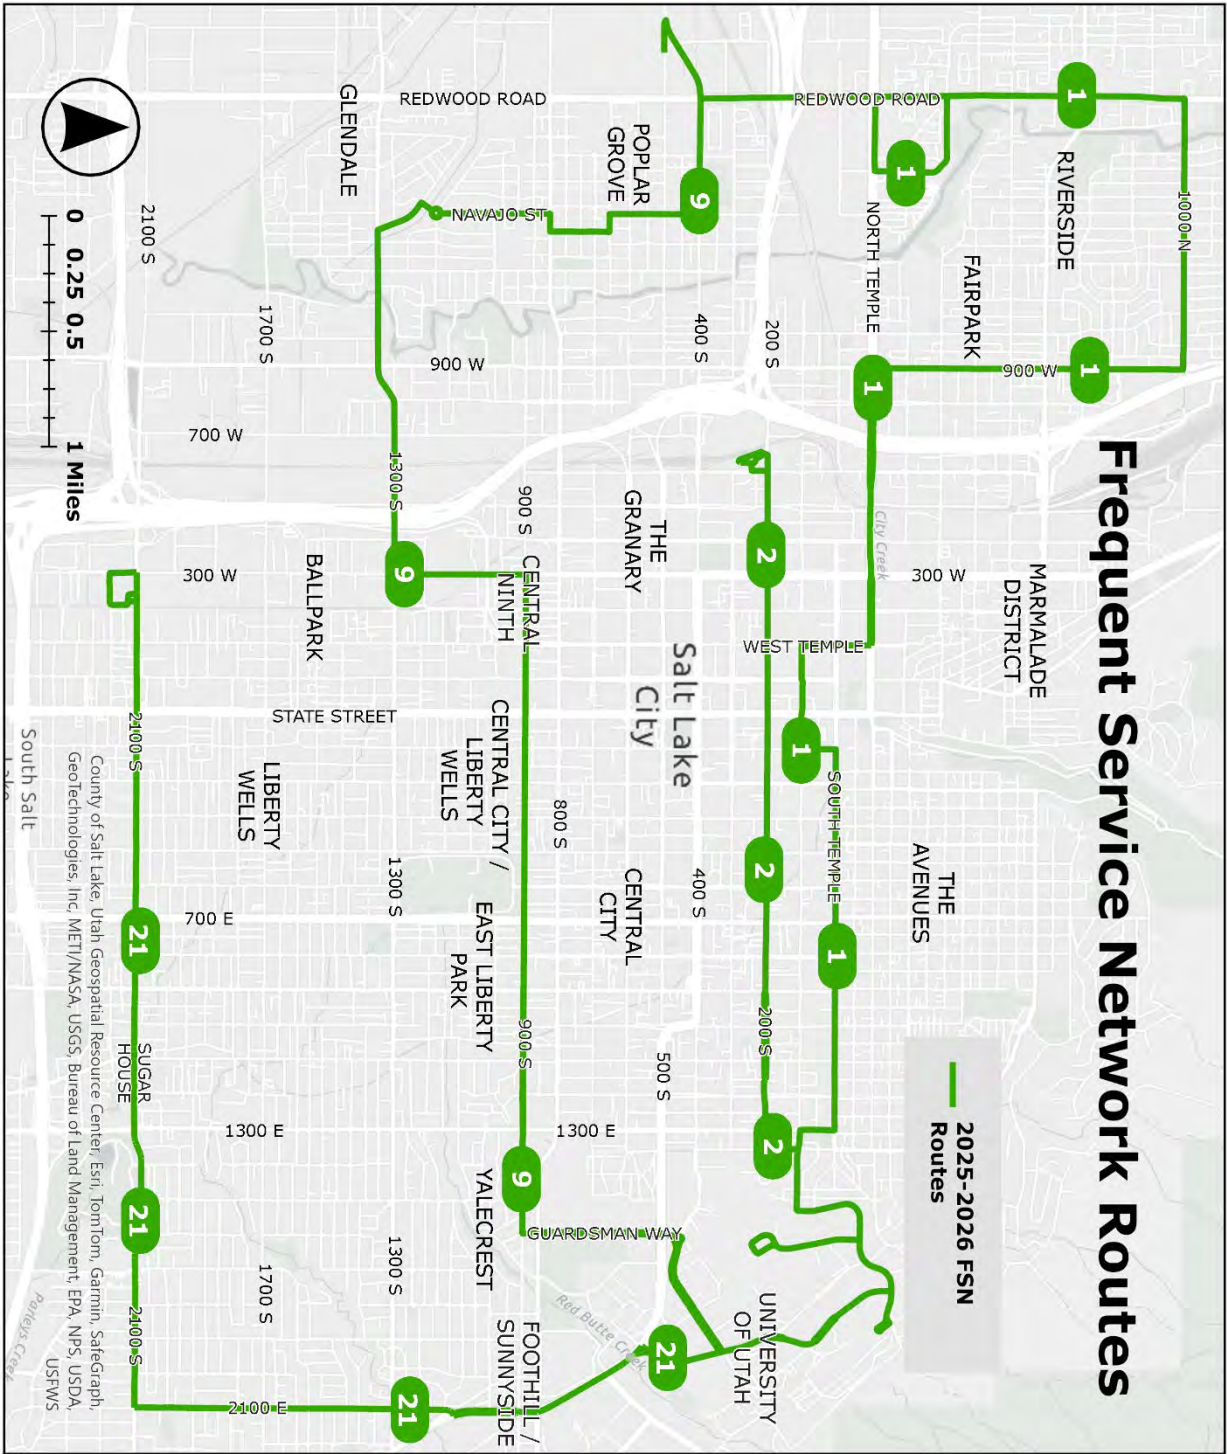 Frequent Service Network Routes
2025-2026 FSN
Routes
1000 N
1
1
RIVERSIDE
900 W
MARMALADE
DISTRICT
FAIRPARK
REDWOOD ROAD
1
300 W
THE
AVENUES
NORTH TEMPLE
1
City Creek
WEST TEMPLE
SOUTH TEMPLE
1
1
200 S
2
2
200 S
2
UNIVERSITY
OF UTAH
400 S
9
400 S
Salt Lake
City
500 S
21
GUARDSMAN WAY
POPLAR
GROVE
THE
GRANARY
CENTRAL
CITY
1300 E
Red Butte Creek
800 S
REDWOOD ROAD
NAVAJO ST
900 W
900 S
CENTRAL
NINTH
900 S
9
FOOTHILL /
SUNNYSIDE
CENTRAL CITY /
LIBERTY
WELLS
EAST LIBERTY
PARK
YALECREST
1300 S
9
1300 S
1300 S
21
GLENDALE
BALLPARK
STATE STREET
1700 S
LIBERTY
WELLS
1700 S
700 W
300 W
700 E
1300 E
2100 E
2100 S
2100 S
21
SUGAR
HOUSE
21
2100 S
0 0.25 0.5 1 Miles
County of Salt Lake, Utah Geospatial Resource Center, Esri, TomTom, Garmin, SafeGraph,
GeoTechnologies, Inc, METI/NASA, USGS, Bureau of Land Management, EPA, NPS, USDA,
USFWS
South Salt
Parleys Creek